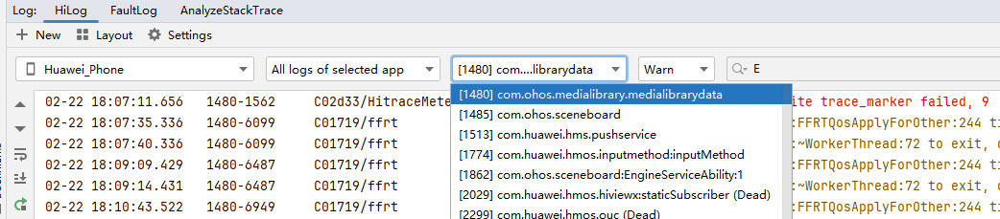 Log: HiLog FaultLog AnalyzeStackTrace
New Layout Settings
Huawei_Phone All logs of selected app [1480] com....librarydata Warn E
02-22 18:07:11.656 1480-1562 C02d33/HitraceMete [1480] com.ohos.medialibrary.medialibrarydata ite trace_marker failed, 9
[1485] com.ohos.sceneboard
02-22 18:07:35.336 1480-6099 C01719/ffrt :FFRTQosApplyForOther:244 ti
02-22 18:07:40.336 1480-6099 C01719/ffrt [1513] com.huawei.hms.pushservice :~WorkerThread:72 to exit, q
[1774] com.huawei.hmos.inputmethod:inputMethod
02-22 18:09:09.429 1480-6487 C01719/ffrt :FFRTQosApplyForOther:244 ti
[1862] com.ohos.sceneboard:EngineServiceAbility:1
02-22 18:09:14.431 1480-6487 C01719/ffrt :~WorkerThread:72 to exit, q
[2029] com.huawei.hmos.hiviewx:staticSubscriber (Dead)
02-22 18:10:43.522 1480-6949 C01719/ffrt :FFRTQosApplyForOther:244 ti
[2299] com.huawei.hmos.ouc (Dead)